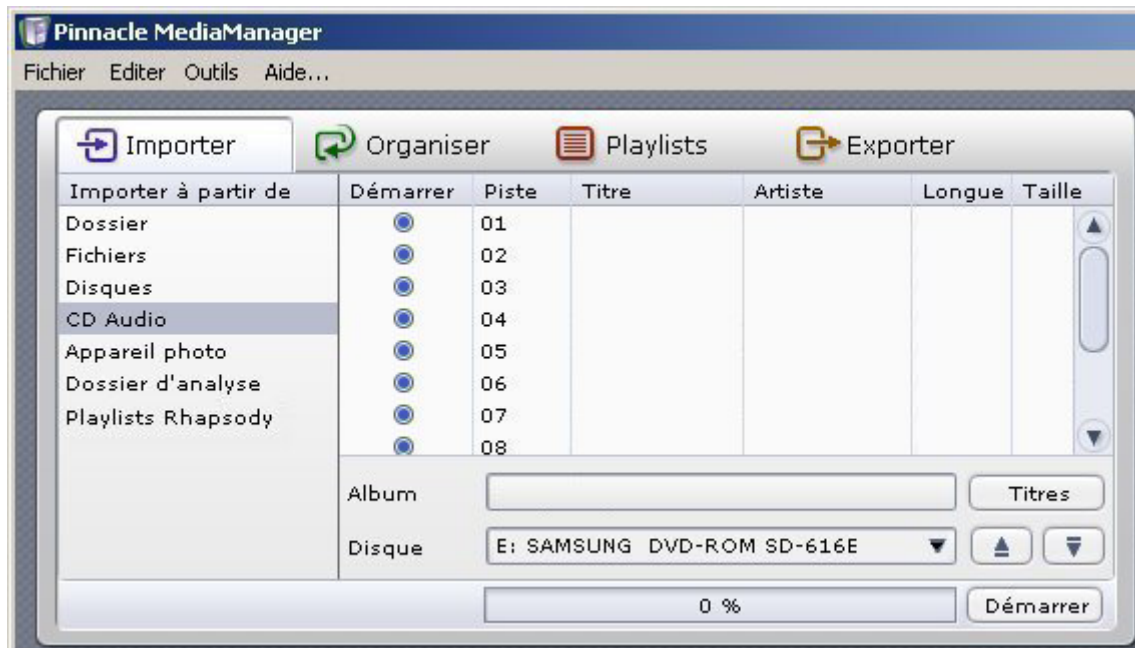 Pinnacle MediaManager
Fichier Editer Outils Aide...
Importer Organiser Playlists Exporter
Importer à partir de Démarrer Piste Titre Artiste Longue Taille
Dossier 01
Fichiers 02
Disques 03
CD Audio 04
Appareil photo 05
Dossier d'analyse 06
Playlists Rhapsody 07
08
Album Titres
Disque E: SAMSUNG DVD-ROM SD-616E
0 % Démarrer